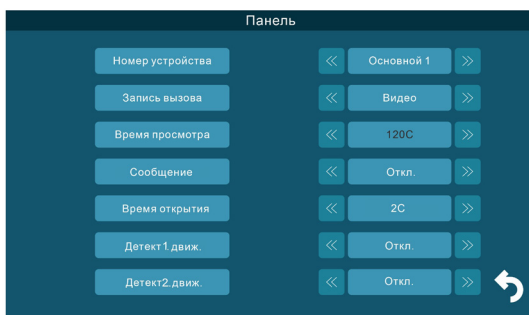 Панель
Номер устройства « Основной 1 »
Запись вызова « Видео »
Время просмотра « 120С »
Сообщение « Откл. »
Время открытия « 2С »
Детект1.движ. « Откл. »
Детект2.движ. « Откл. »